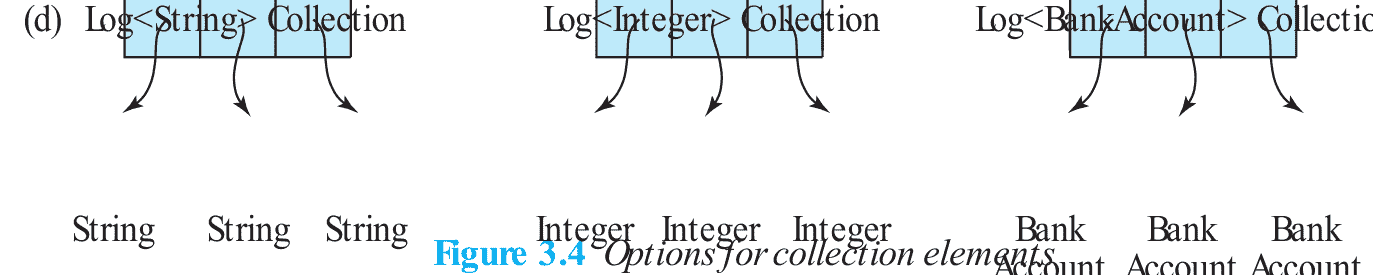 (d) Log<String> Collection Log<Integer> Collection Log<BankAccount> Collectio
String String String Integer Integer Integer Bank Bank Bank
Figure 3.4 Options for collection elements
Account Account Account